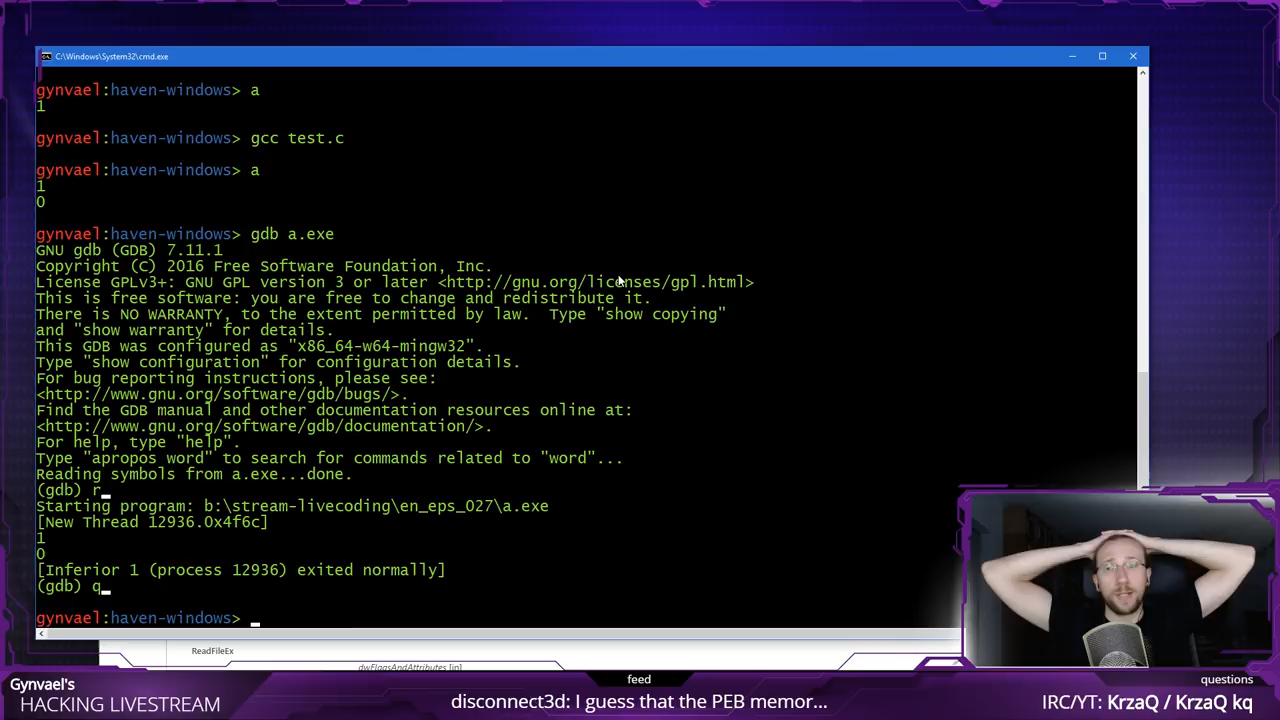 C:\Windows\System32\cmd.exe
gynvael:haven-windows> a
1
gynvael:haven-windows> gcc test.c
gynvael:haven-windows> a
1
0
gynvael:haven-windows> gdb a.exe
GNU gdb (GDB) 7.11.1
Copyright (C) 2016 Free Software Foundation, Inc.
License GPLv3+: GNU GPL version 3 or later <http://gnu.org/licenses/gpl.html>
This is free software: you are free to change and redistribute it.
There is NO WARRANTY, to the extent permitted by law.  Type "show copying"
and "show warranty" for details.
This GDB was configured as "x86_64-w64-mingw32".
Type "show configuration" for configuration details.
For bug reporting instructions, please see:
<http://www.gnu.org/software/gdb/bugs/>.
Find the GDB manual and other documentation resources online at:
<http://www.gnu.org/software/gdb/documentation/>.
For help, type "help".
Type "apropos word" to search for commands related to "word"...
Reading symbols from a.exe...done.
(gdb) r
Starting program: b:\stream-livecoding\en_eps_027\a.exe
[New Thread 12936.0x4f6c]
1
0
[Inferior 1 (process 12936) exited normally]
(gdb) q
gynvael:haven-windows>
ReadFileEx
dwFlagsAndAttributes [in]
Gynvael's
HACKING LIVESTREAM
feed
disconnect3d: I guess that the PEB memor...
questions
IRC/YT: KrzaQ / KrzaQ kq